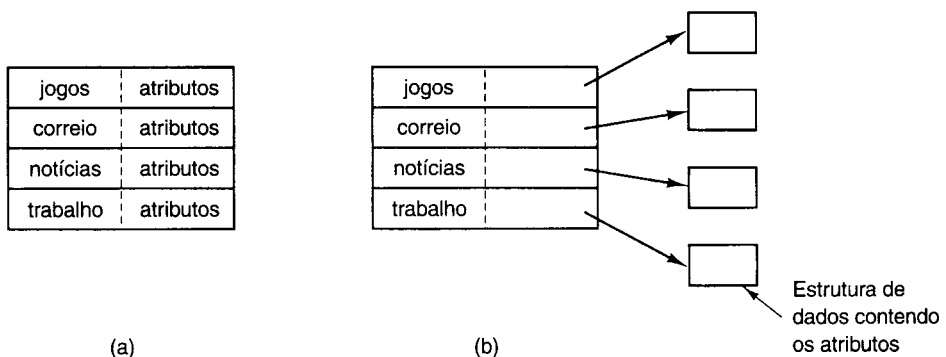 jogos atributos
correio atributos
notícias atributos
trabalho atributos
(a)
jogos
correio
notícias
trabalho
(b)
Estrutura de
dados contendo
os atributos